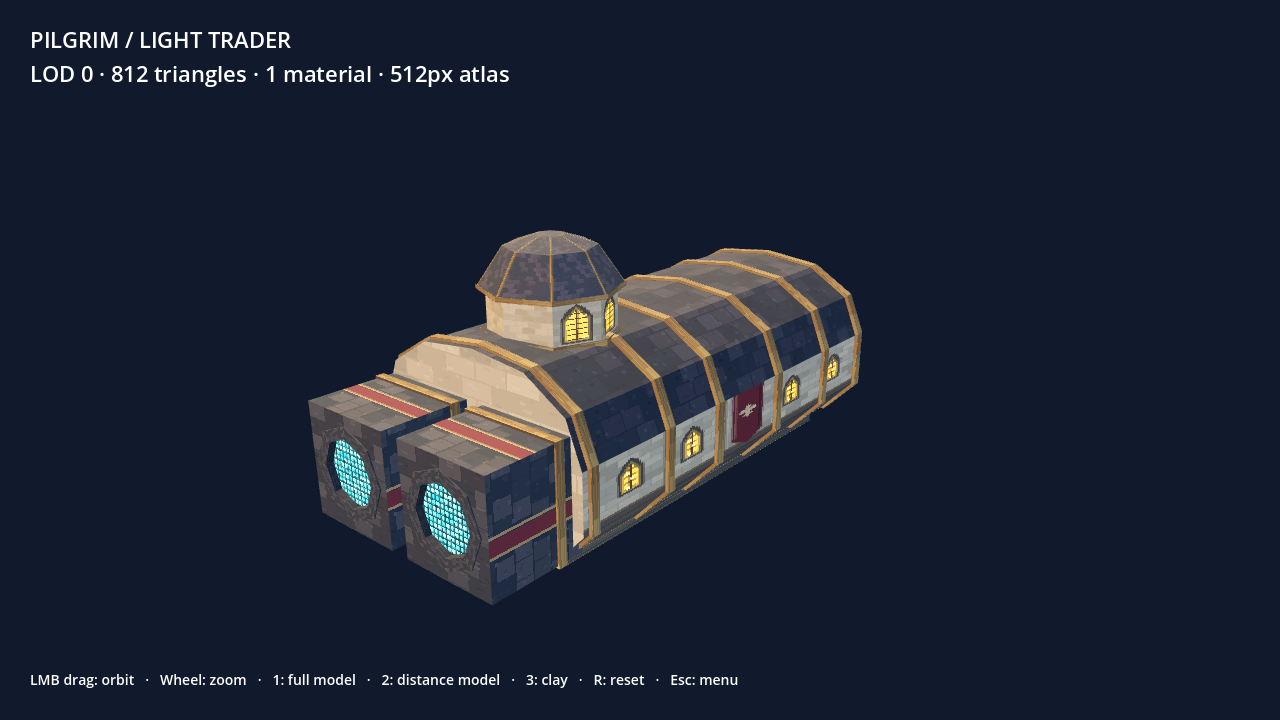 PILGRIM / LIGHT TRADER
LOD 0 · 812 triangles · 1 material · 512px atlas
LMB drag: orbit · Wheel: zoom · 1: full model · 2: distance model · 3: clay · R: reset · Esc: menu